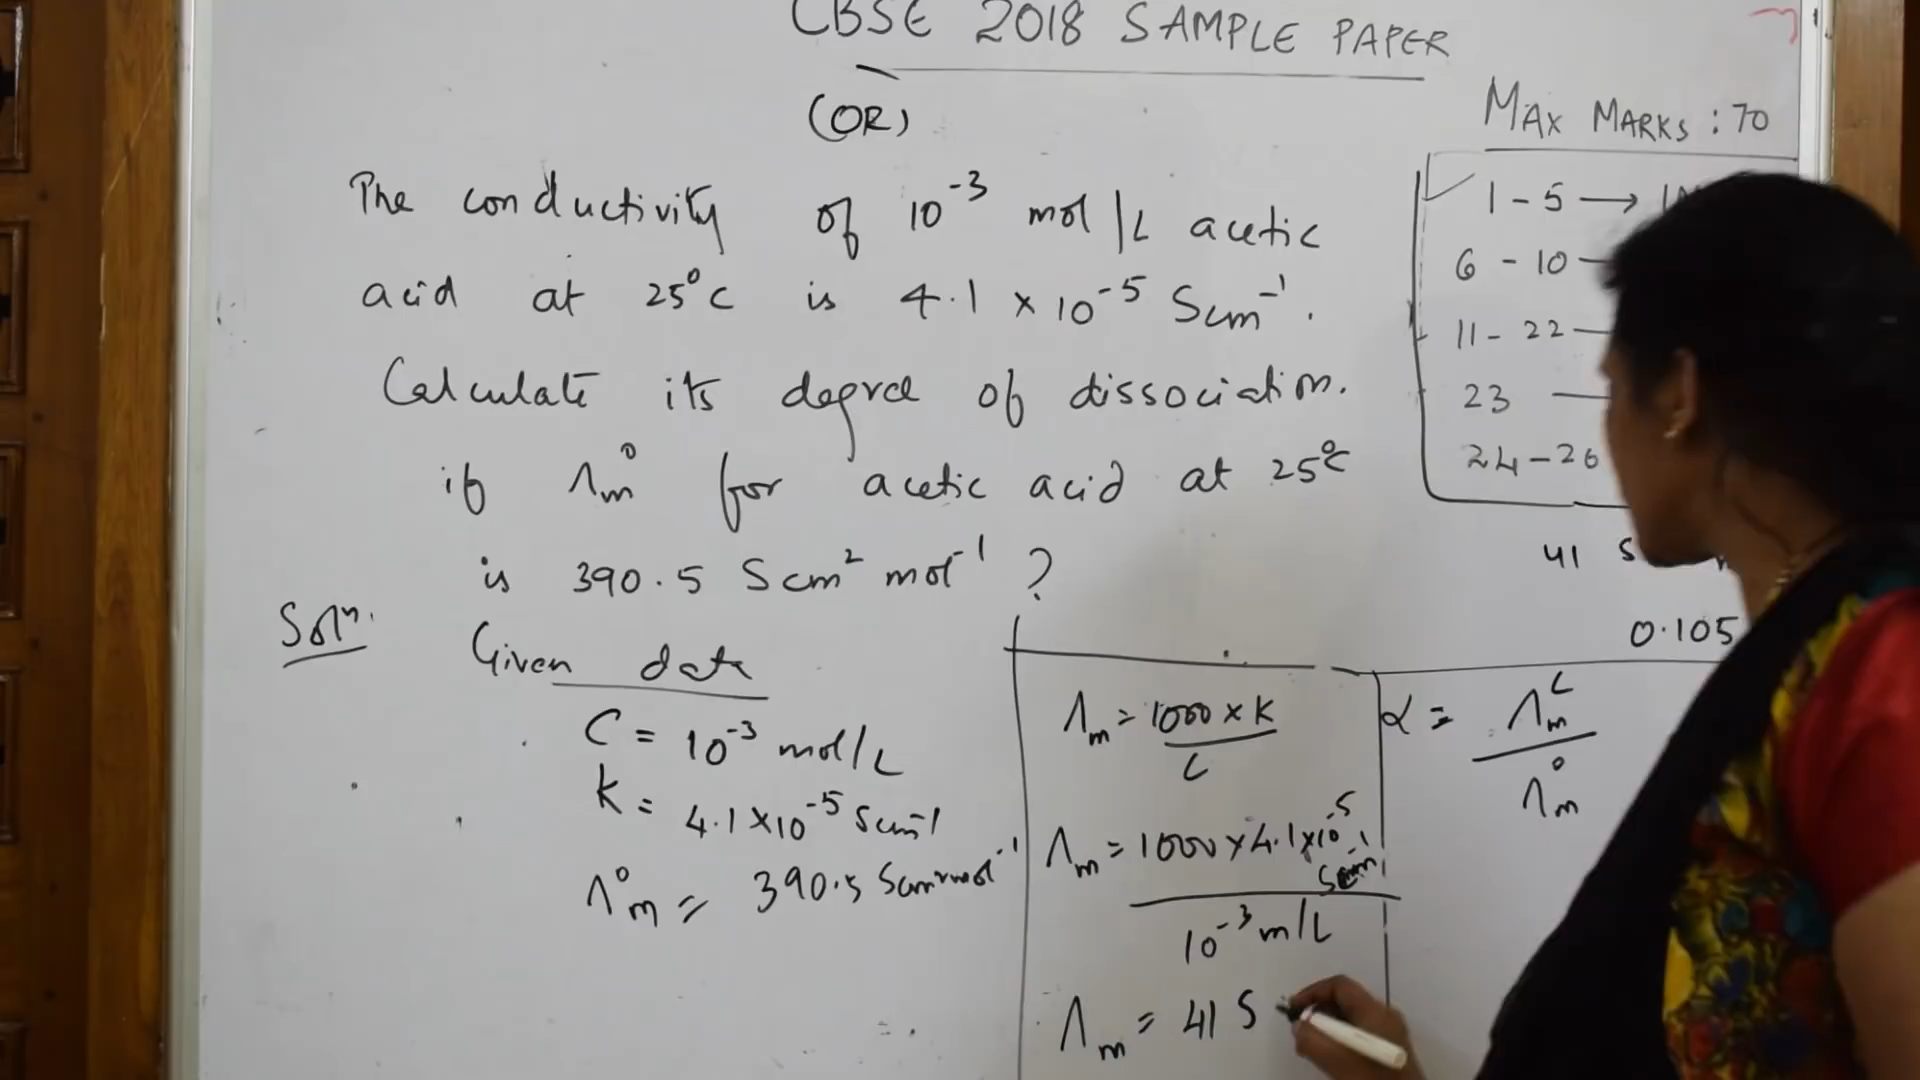 CBSE 2018 SAMPLE PAPER
(OR)
MAX MARKS : 70
The conductivity of 10⁻³ mol/L acetic
acid at 25°C is 4.1 × 10⁻⁵ Scm⁻¹.
Calculate its degree of dissociation.
if Λ°m for acetic acid at 25°C
is 390.5 S cm² mol⁻¹ ?
1 - 5 →
6 - 10 —
11 - 22 —
23 —
24 - 26
41 S
0.105
Soln.
Given data
C = 10⁻³ mol/L
K = 4.1 × 10⁻⁵ Scm⁻¹
Λ°m = 390.5 Scm²mol⁻¹
Λm = 1000 × K
C
Λm = 1000 × 4.1 × 10⁻⁵
Scm⁻¹
10⁻³ m/L
Λm = 41 S
α = Λᶜm
Λ°m